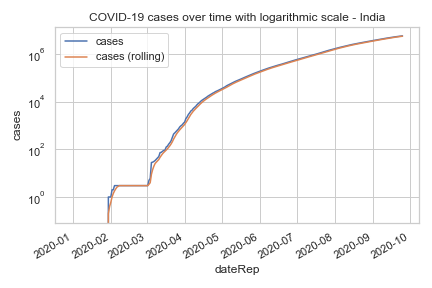 COVID-19 cases over time with logarithmic scale - India
cases
cases (rolling)
10^6
10^4
10^2
10^0
cases
2020-01
2020-02
2020-03
2020-04
2020-05
2020-06
2020-07
2020-08
2020-09
2020-10
dateRep